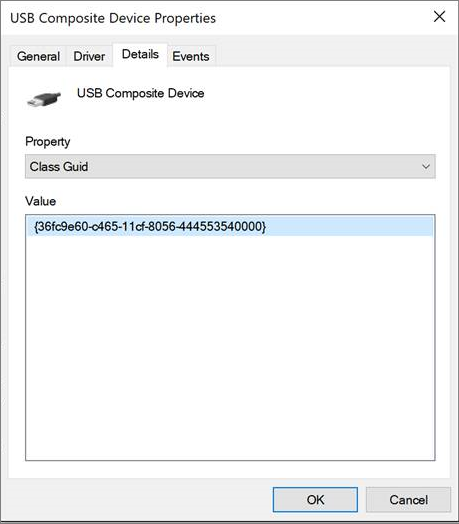 USB Composite Device Properties
General
Driver
Details
Events
USB Composite Device
Property
Class Guid
Value
{36fc9e60-c465-11cf-8056-444553540000}
OK
Cancel